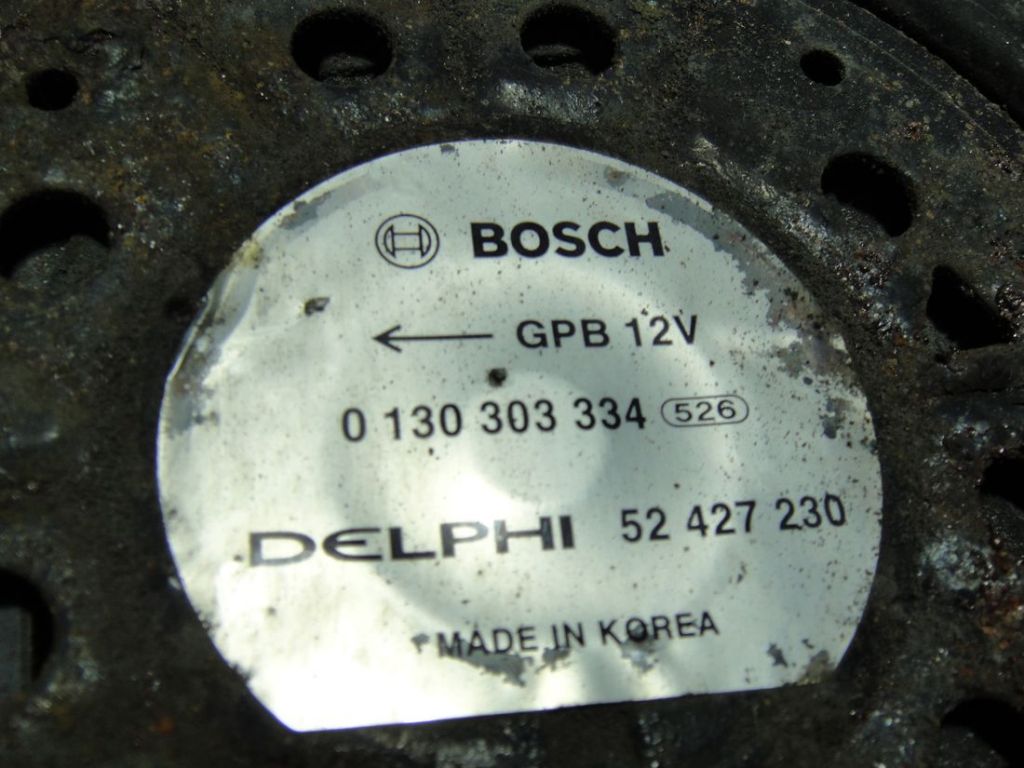 BOSCH
← GPB 12V
0 130 303 334 526
DELPHI 52 427 230
MADE IN KOREA